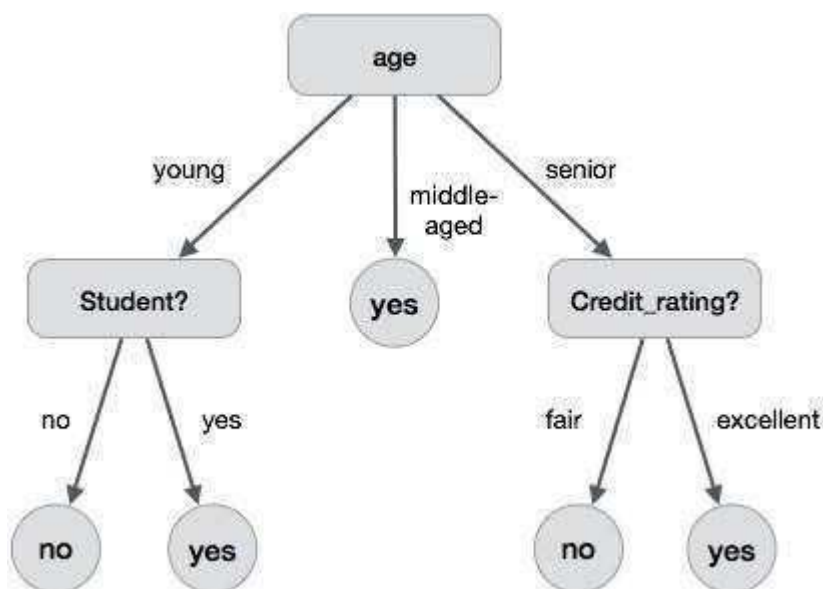 age
young
middle-
aged
senior
Student?
yes
Credit_rating?
no
yes
fair
excellent
no
yes
no
yes